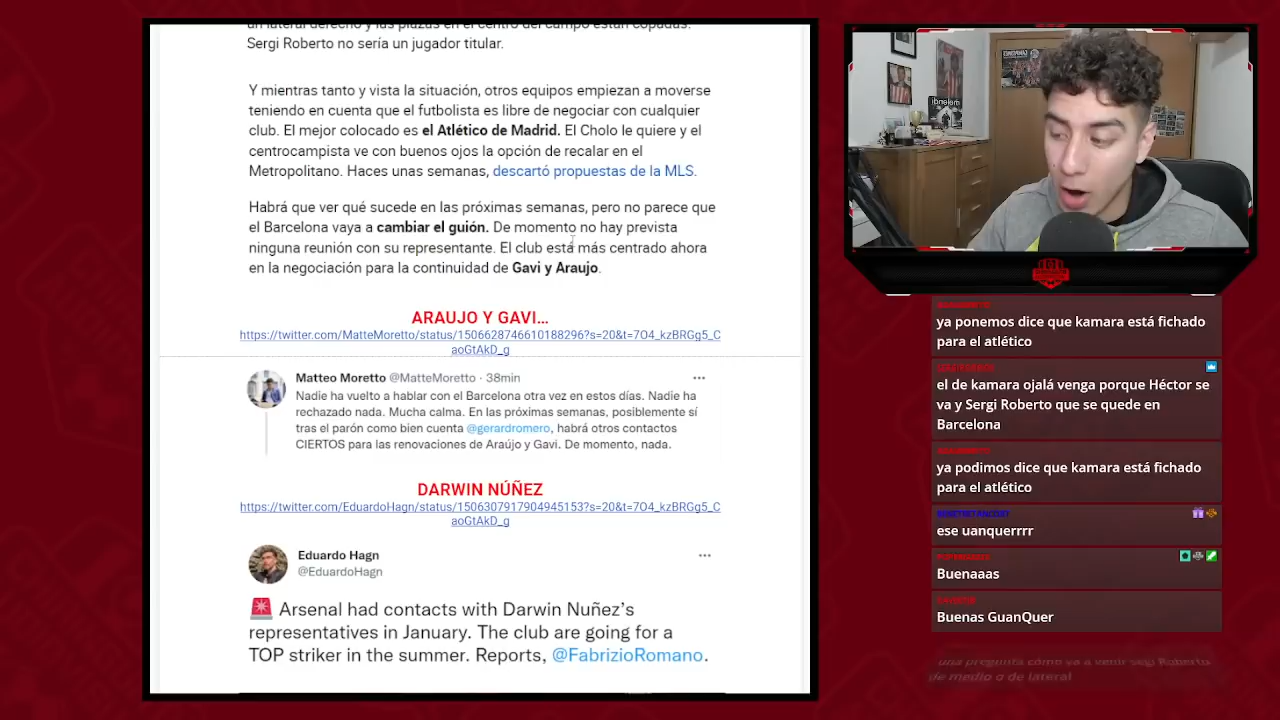 un lateral derecho y las plazas en el centro del campo están copadas.
Sergi Roberto no sería un jugador titular.
Y mientras tanto y vista la situación, otros equipos empiezan a moverse
teniendo en cuenta que el futbolista es libre de negociar con cualquier
club. El mejor colocado es el Atlético de Madrid. El Cholo le quiere y el
centrocampista ve con buenos ojos la opción de recalar en el
Metropolitano. Haces unas semanas, descartó propuestas de la MLS.
Habrá que ver qué sucede en las próximas semanas, pero no parece que
el Barcelona vaya a cambiar el guión. De momento no hay prevista
ninguna reunión con su representante. El club está más centrado ahora
en la negociación para la continuidad de Gavi y Araujo.
ARAUJO Y GAVI...
https://twitter.com/MatteMoretto/status/1506628746610188296?s=20&t=7O4_kzBRGg5_C
aoGtAkD_g
Matteo Moretto @MatteMoretto · 38min
Nadie ha vuelto a hablar con el Barcelona otra vez en estos días. Nadie ha
rechazado nada. Mucha calma. En las próximas semanas, posiblemente sí
tras el parón como bien cuenta @gerardromero, habrá otros contactos
CIERTOS para las renovaciones de Araújo y Gavi. De momento, nada.
DARWIN NÚÑEZ
https://twitter.com/EduardoHagn/status/1506307917904945153?s=20&t=7O4_kzBRGg5_C
aoGtAkD_g
Eduardo Hagn
@EduardoHagn
Arsenal had contacts with Darwin Nuñez's
representatives in January. The club are going for a
TOP striker in the summer. Reports, @FabrizioRomano.
ya ponemos dice que kamara está fichado
para el atlético
el de kamara ojalá venga porque Héctor se
va y Sergi Roberto que se quede en
Barcelona
ya podimos dice que kamara está fichado
para el atlético
ese uanquerrrr
Buenaaas
Buenas GuanQuer
una pregunta cómo va a venir segi Roberto
de medio o de lateral